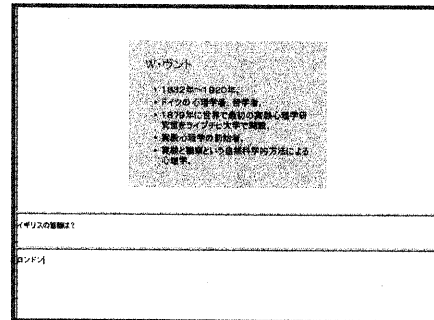 W・ヴント
• 1832年～1920年。
• ドイツの心理学者、哲学者。
• 1879年に世界で最初の実験心理学研
究室をライプチヒ大学で開設。
• 実験心理学の創始者。
• 実験と観察という自然科学的方法による
心理学。
イギリスの首都は？
ロンドン